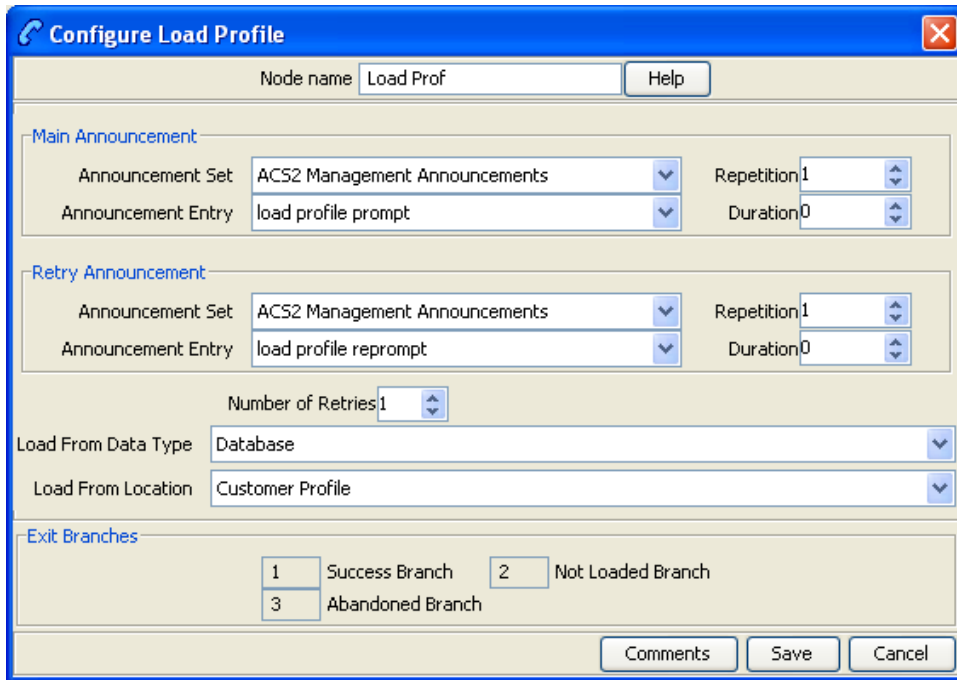 Configure Load Profile
Node name Load Prof Help
Main Announcement
Announcement Set ACS2 Management Announcements Repetition 1
Announcement Entry load profile prompt Duration 0
Retry Announcement
Announcement Set ACS2 Management Announcements Repetition 1
Announcement Entry load profile reprompt Duration 0
Number of Retries 1
Load From Data Type Database
Load From Location Customer Profile
Exit Branches
1 Success Branch 2 Not Loaded Branch
3 Abandoned Branch
Comments Save Cancel